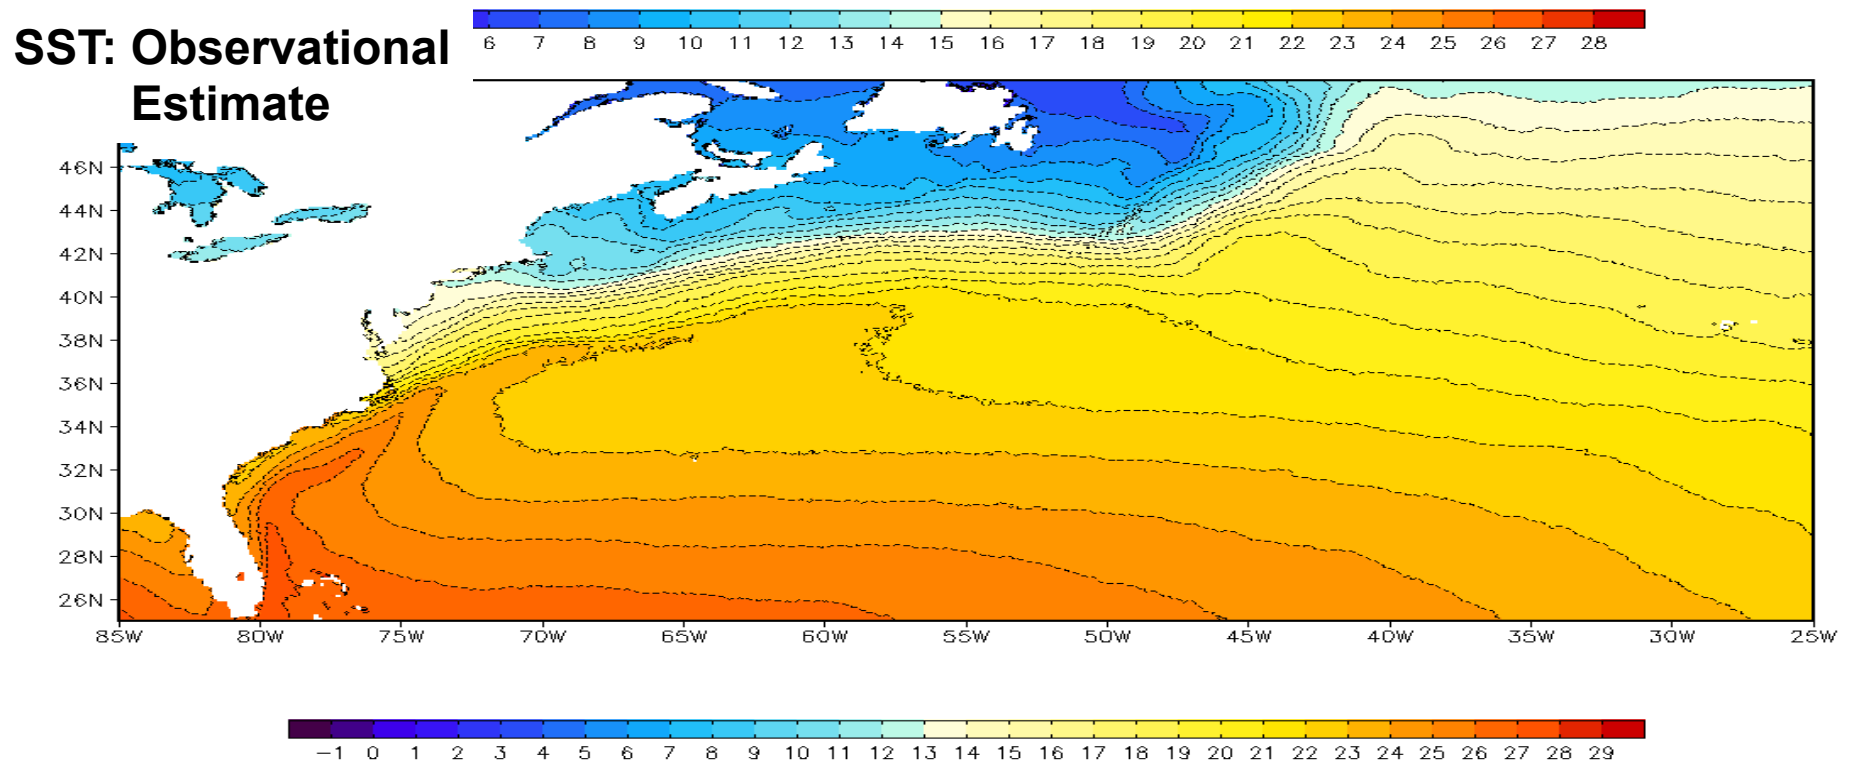 SST: Observational
Estimate
6 7 8 9 10 11 12 13 14 15 16 17 18 19 20 21 22 23 24 25 26 27 28
46N
44N
42N
40N
38N
36N
34N
32N
30N
28N
26N
85W 80W 75W 70W 65W 60W 55W 50W 45W 40W 35W 30W 25W
−1 0 1 2 3 4 5 6 7 8 9 10 11 12 13 14 15 16 17 18 19 20 21 22 23 24 25 26 27 28 29